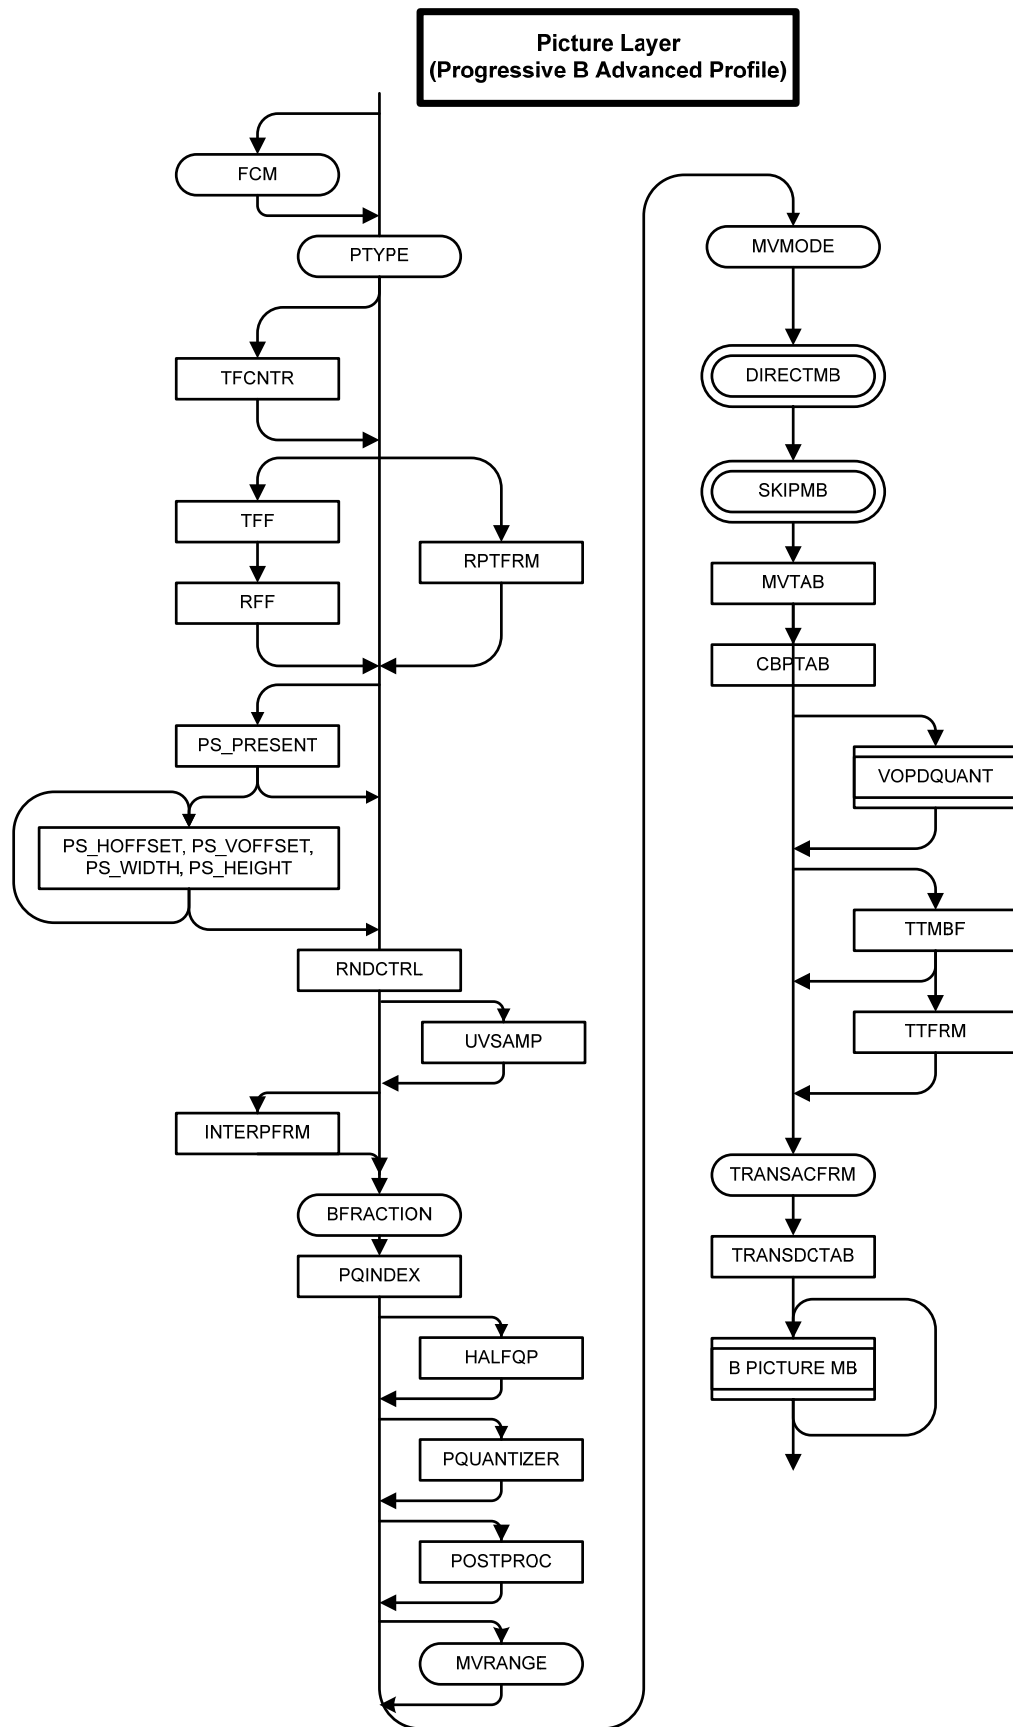 Picture Layer
(Progressive B Advanced Profile)
FCM
PTYPE
TFCNTR
TFF
RPTFRM
RFF
PS_PRESENT
PS_HOFFSET, PS_VOFFSET,
PS_WIDTH, PS_HEIGHT
RNDCTRL
UVSAMP
INTERPFRM
BFRACTION
PQINDEX
HALFQP
PQUANTIZER
POSTPROC
MVRANGE
MVMODE
DIRECTMB
SKIPMB
MVTAB
CBPTAB
VOPDQUANT
TTMBF
TTFRM
TRANSACFRM
TRANSDCTAB
B PICTURE MB